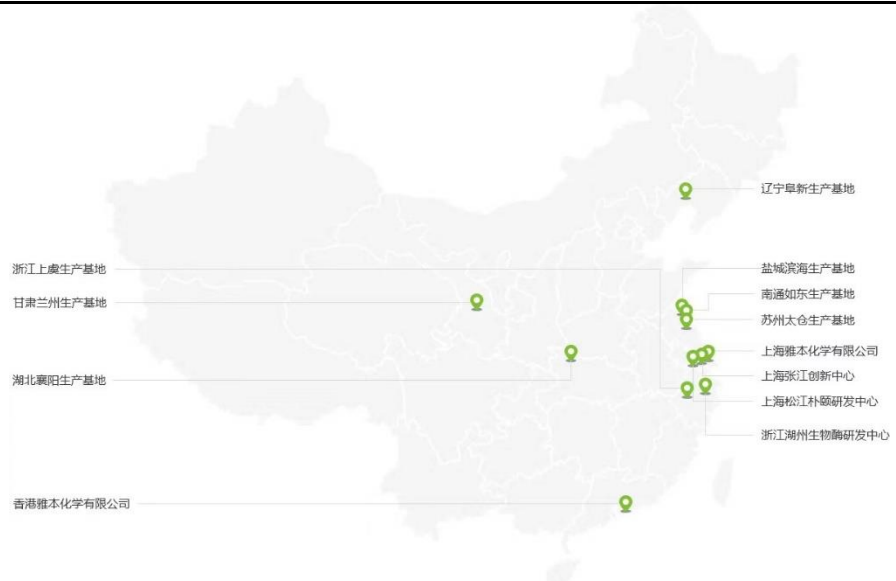 辽宁阜新生产基地
浙江上虞生产基地
盐城滨海生产基地
南通如东生产基地
甘肃兰州生产基地
苏州太仓生产基地
上海雅本化学有限公司
上海张江创新中心
湖北襄阳生产基地
上海松江朴颐研发中心
浙江湖州生物酶研发中心
香港雅本化学有限公司